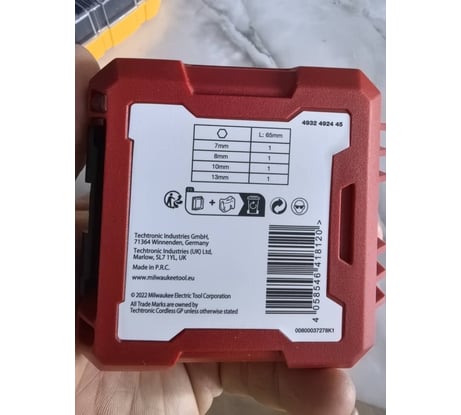 4932 4924 45
L: 65mm
7mm 1
8mm 1
10mm 1
13mm 1
+
Techtronic Industries GmbH,
71364 Winnenden, Germany
Techtronic Industries (UK) Ltd,
Marlow, SL7 1YL, UK
Made in P.R.C.
www.milwaukeetool.eu
© 2022 Milwaukee Electric Tool Corporation
All Trade Marks are owned by
Techtronic Cordless GP unless otherwise stated
4 058546 418120 >
00800037278K1